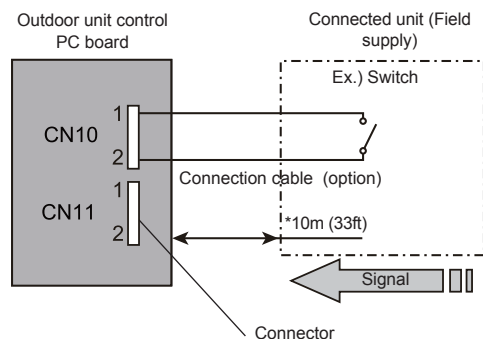 Outdoor unit control
PC board
Connected unit (Field
supply)
Ex.) Switch
1
CN10
2
Connection cable (option)
1
CN11
2
*10m (33ft)
Signal
Connector